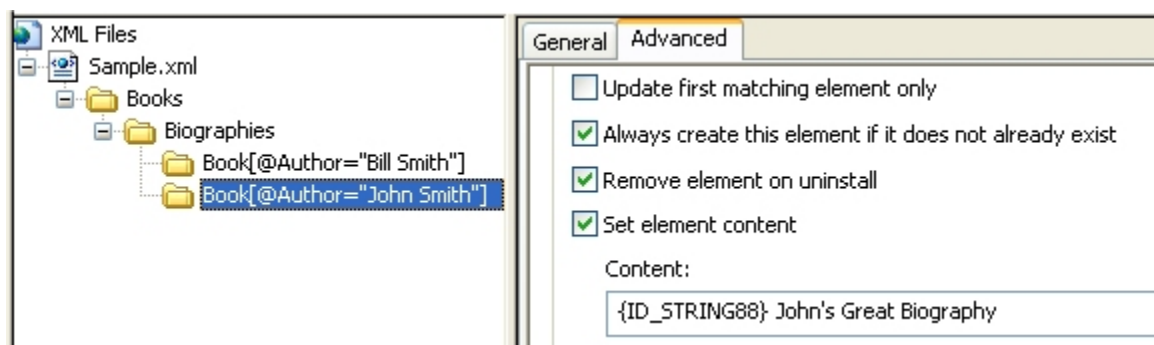 XML Files
Sample.xml
Books
Biographies
Book[@Author="Bill Smith"]
Book[@Author="John Smith"]
General
Advanced
Update first matching element only
Always create this element if it does not already exist
Remove element on uninstall
Set element content
Content:
{ID_STRING88} John's Great Biography